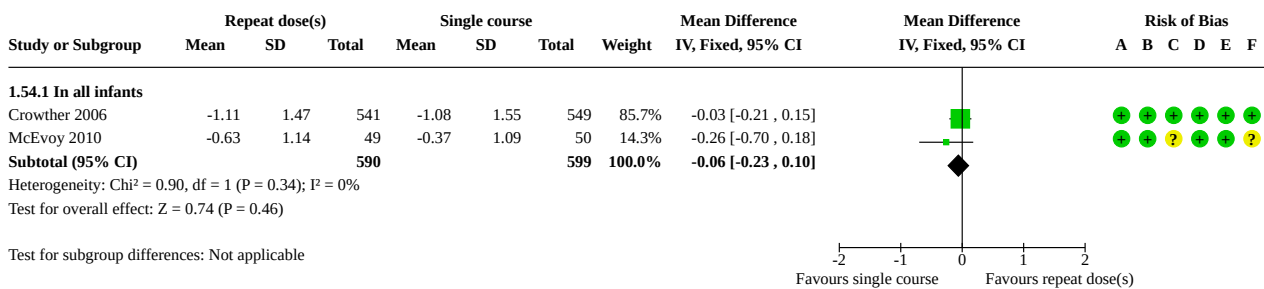 Repeat dose(s) Single course Mean Difference Mean Difference Risk of Bias
Study or Subgroup Mean SD Total Mean SD Total Weight IV, Fixed, 95% CI IV, Fixed, 95% CI A B C D E F
1.54.1 In all infants
Crowther 2006 -1.11 1.47 541 -1.08 1.55 549 85.7% -0.03 [-0.21 , 0.15] + + + + + +
McEvoy 2010 -0.63 1.14 49 -0.37 1.09 50 14.3% -0.26 [-0.70 , 0.18] + + ? + + ?
Subtotal (95% CI) 590 599 100.0% -0.06 [-0.23 , 0.10]
Heterogeneity: Chi² = 0.90, df = 1 (P = 0.34); I² = 0%
Test for overall effect: Z = 0.74 (P = 0.46)
Test for subgroup differences: Not applicable
-2 -1 0 1 2
Favours single course Favours repeat dose(s)